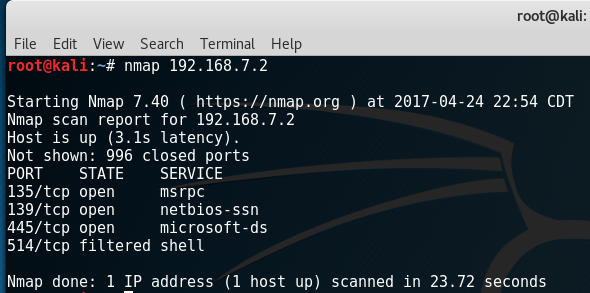 root@kali:
File Edit View Search Terminal Help
root@kali:~# nmap 192.168.7.2
Starting Nmap 7.40 ( https://nmap.org ) at 2017-04-24 22:54 CDT
Nmap scan report for 192.168.7.2
Host is up (3.1s latency).
Not shown: 996 closed ports
PORT    STATE    SERVICE
135/tcp open     msrpc
139/tcp open     netbios-ssn
445/tcp open     microsoft-ds
514/tcp filtered shell
Nmap done: 1 IP address (1 host up) scanned in 23.72 seconds